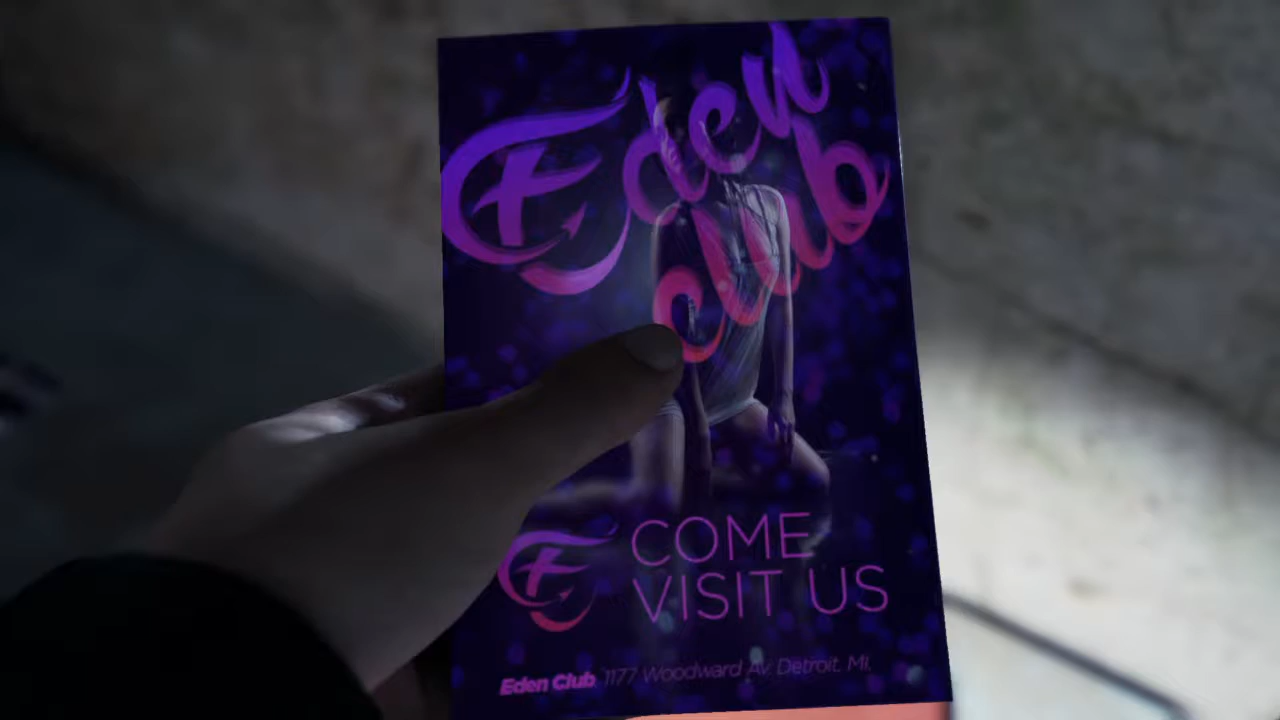 Eden
club
E COME
VISIT US
Eden Club 1177 Woodward Av. Detroit, MI,